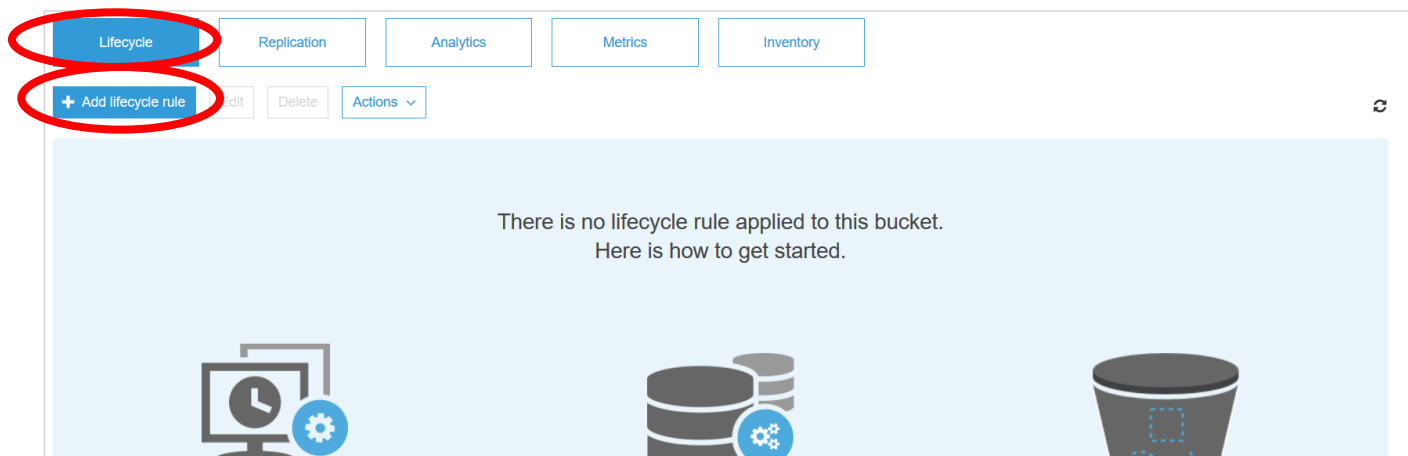 Lifecycle Replication Analytics Metrics Inventory
Add lifecycle rule Edit Delete Actions
There is no lifecycle rule applied to this bucket.
Here is how to get started.